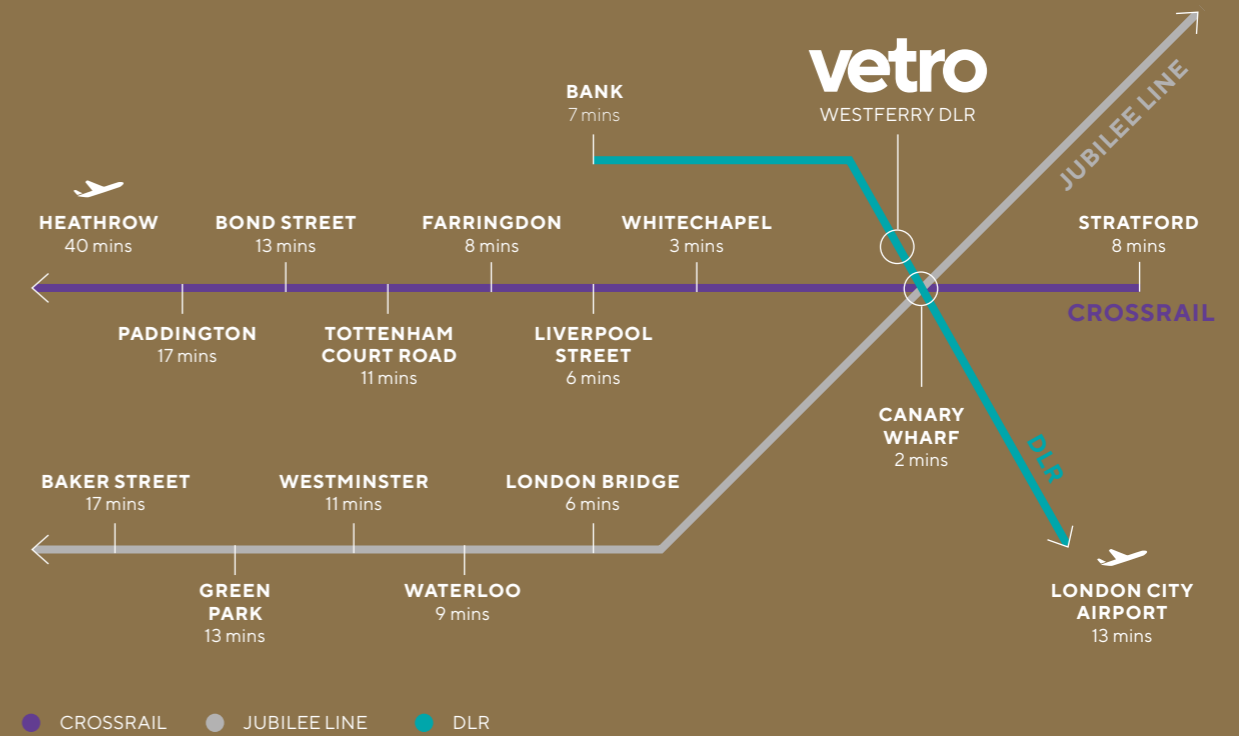 vetro
WESTFERRY DLR
BANK
7 mins
JUBILEE LINE
HEATHROW
40 mins
BOND STREET
13 mins
FARRINGDON
8 mins
WHITECHAPEL
3 mins
STRATFORD
8 mins
CROSSRAIL
PADDINGTON
17 mins
TOTTENHAM
COURT ROAD
11 mins
LIVERPOOL
STREET
6 mins
CANARY
WHARF
2 mins
DLR
BAKER STREET
17 mins
WESTMINSTER
11 mins
LONDON BRIDGE
6 mins
GREEN
PARK
13 mins
WATERLOO
9 mins
LONDON CITY
AIRPORT
13 mins
CROSSRAIL
JUBILEE LINE
DLR